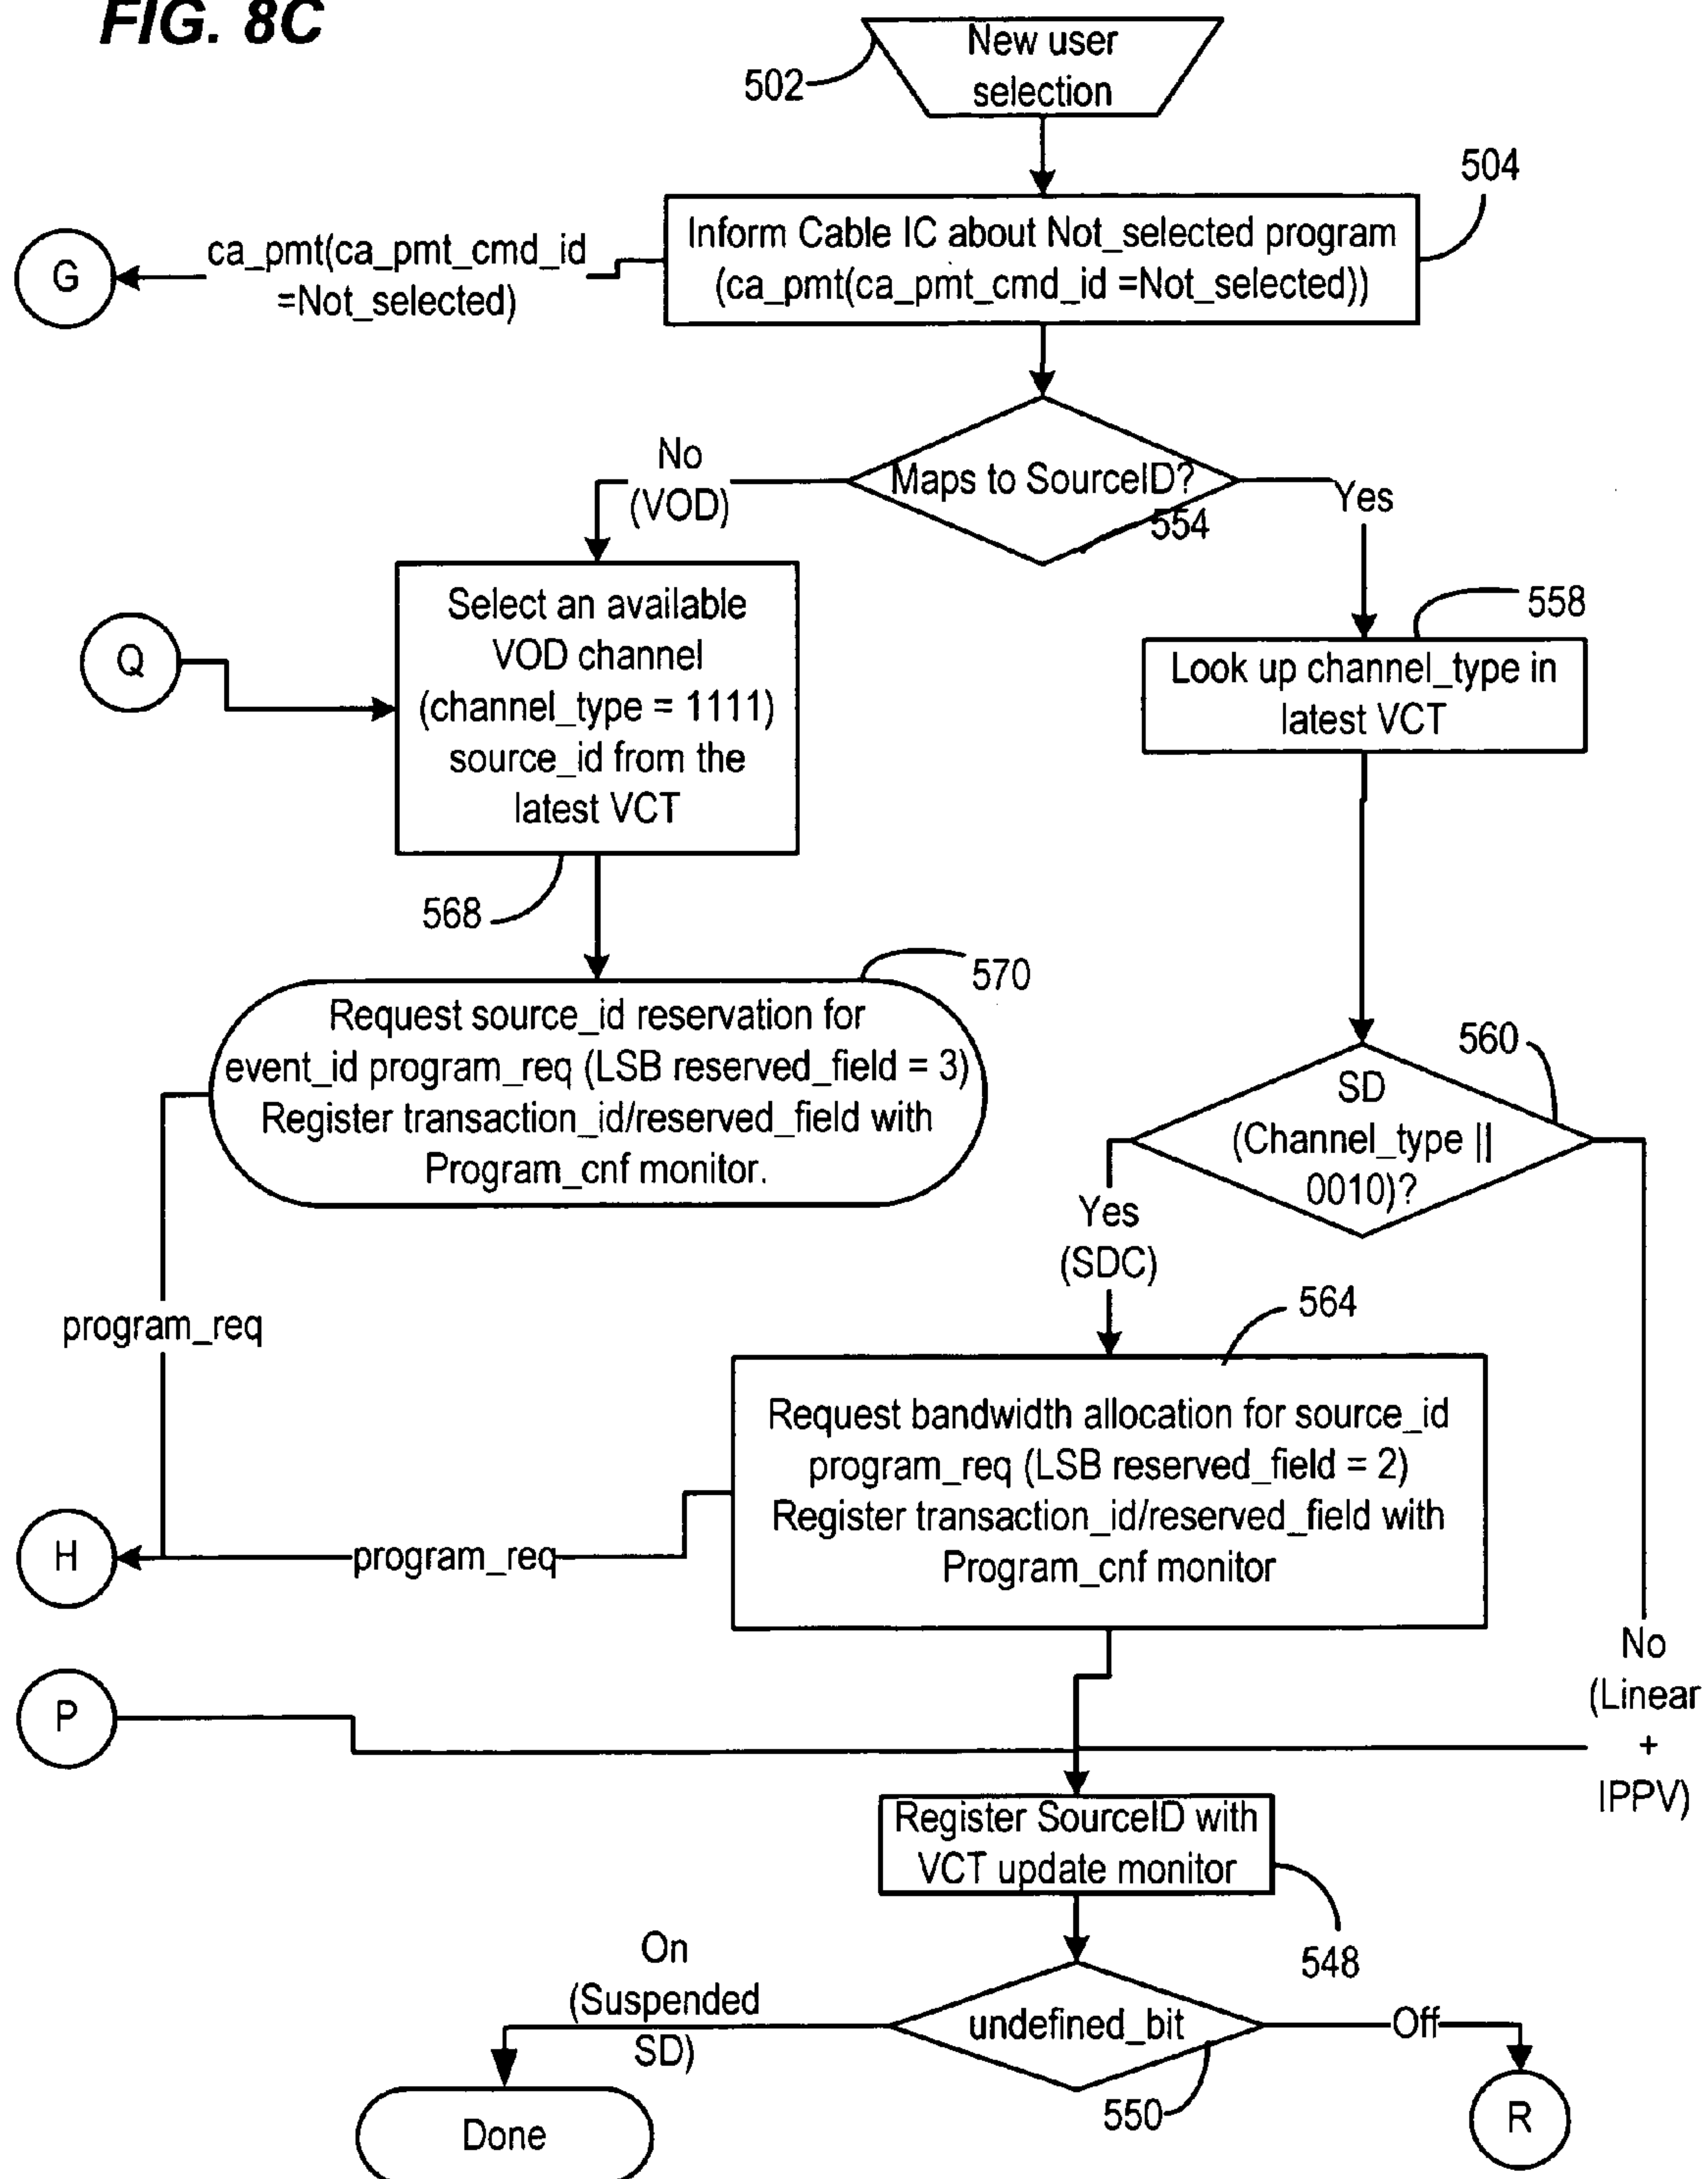 FIG. 8C
New user
selection
502
504
Inform Cable IC about Not_selected program
(ca_pmt(ca_pmt_cmd_id =Not_selected))
G
ca_pmt(ca_pmt_cmd_id
=Not_selected)
Maps to SourceID?
554
No
(VOD)
Yes
558
Select an available
VOD channel
(channel_type = 1111)
source_id from the
latest VCT
Q
Look up channel_type in
latest VCT
568
570
Request source_id reservation for
event_id program_req (LSB reserved_field = 3)
Register transaction_id/reserved_field with
Program_cnf monitor.
560
SD
(Channel_type ||
0010)?
Yes
(SDC)
564
program_req
Request bandwidth allocation for source_id
program_req (LSB reserved_field = 2)
Register transaction_id/reserved_field with
Program_cnf monitor
H
program_req
No
(Linear
+
IPPV)
P
Register SourceID with
VCT update monitor
548
On
(Suspended
SD)
undefined_bit
Off
550
Done
R